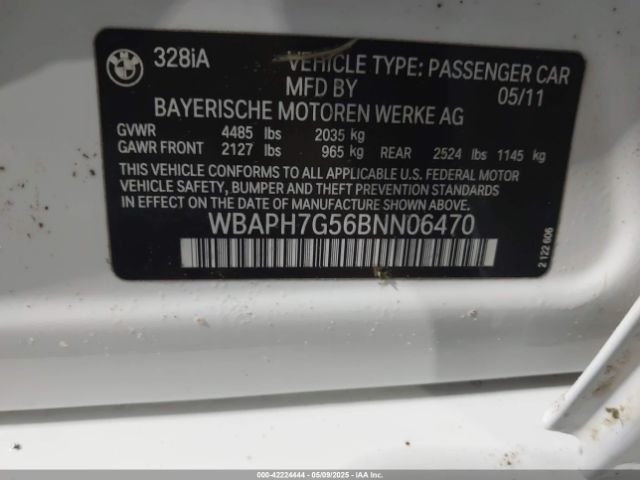 328iA VEHICLE TYPE: PASSENGER CAR
MFD BY 05/11
BAYERISCHE MOTOREN WERKE AG
GVWR 4485 lbs 2035 kg
GAWR FRONT 2127 lbs 965 kg REAR 2524 lbs 1145 kg
THIS VEHICLE CONFORMS TO ALL APPLICABLE U.S. FEDERAL MOTOR
VEHICLE SAFETY, BUMPER AND THEFT PREVENTION STANDARDS
IN EFFECT ON THE DATE OF MANUFACTURE SHOWN ABOVE.
WBAPH7G56BNN06470
2 122 606
000-42224444 — 05/09/2025 — IAA Inc.